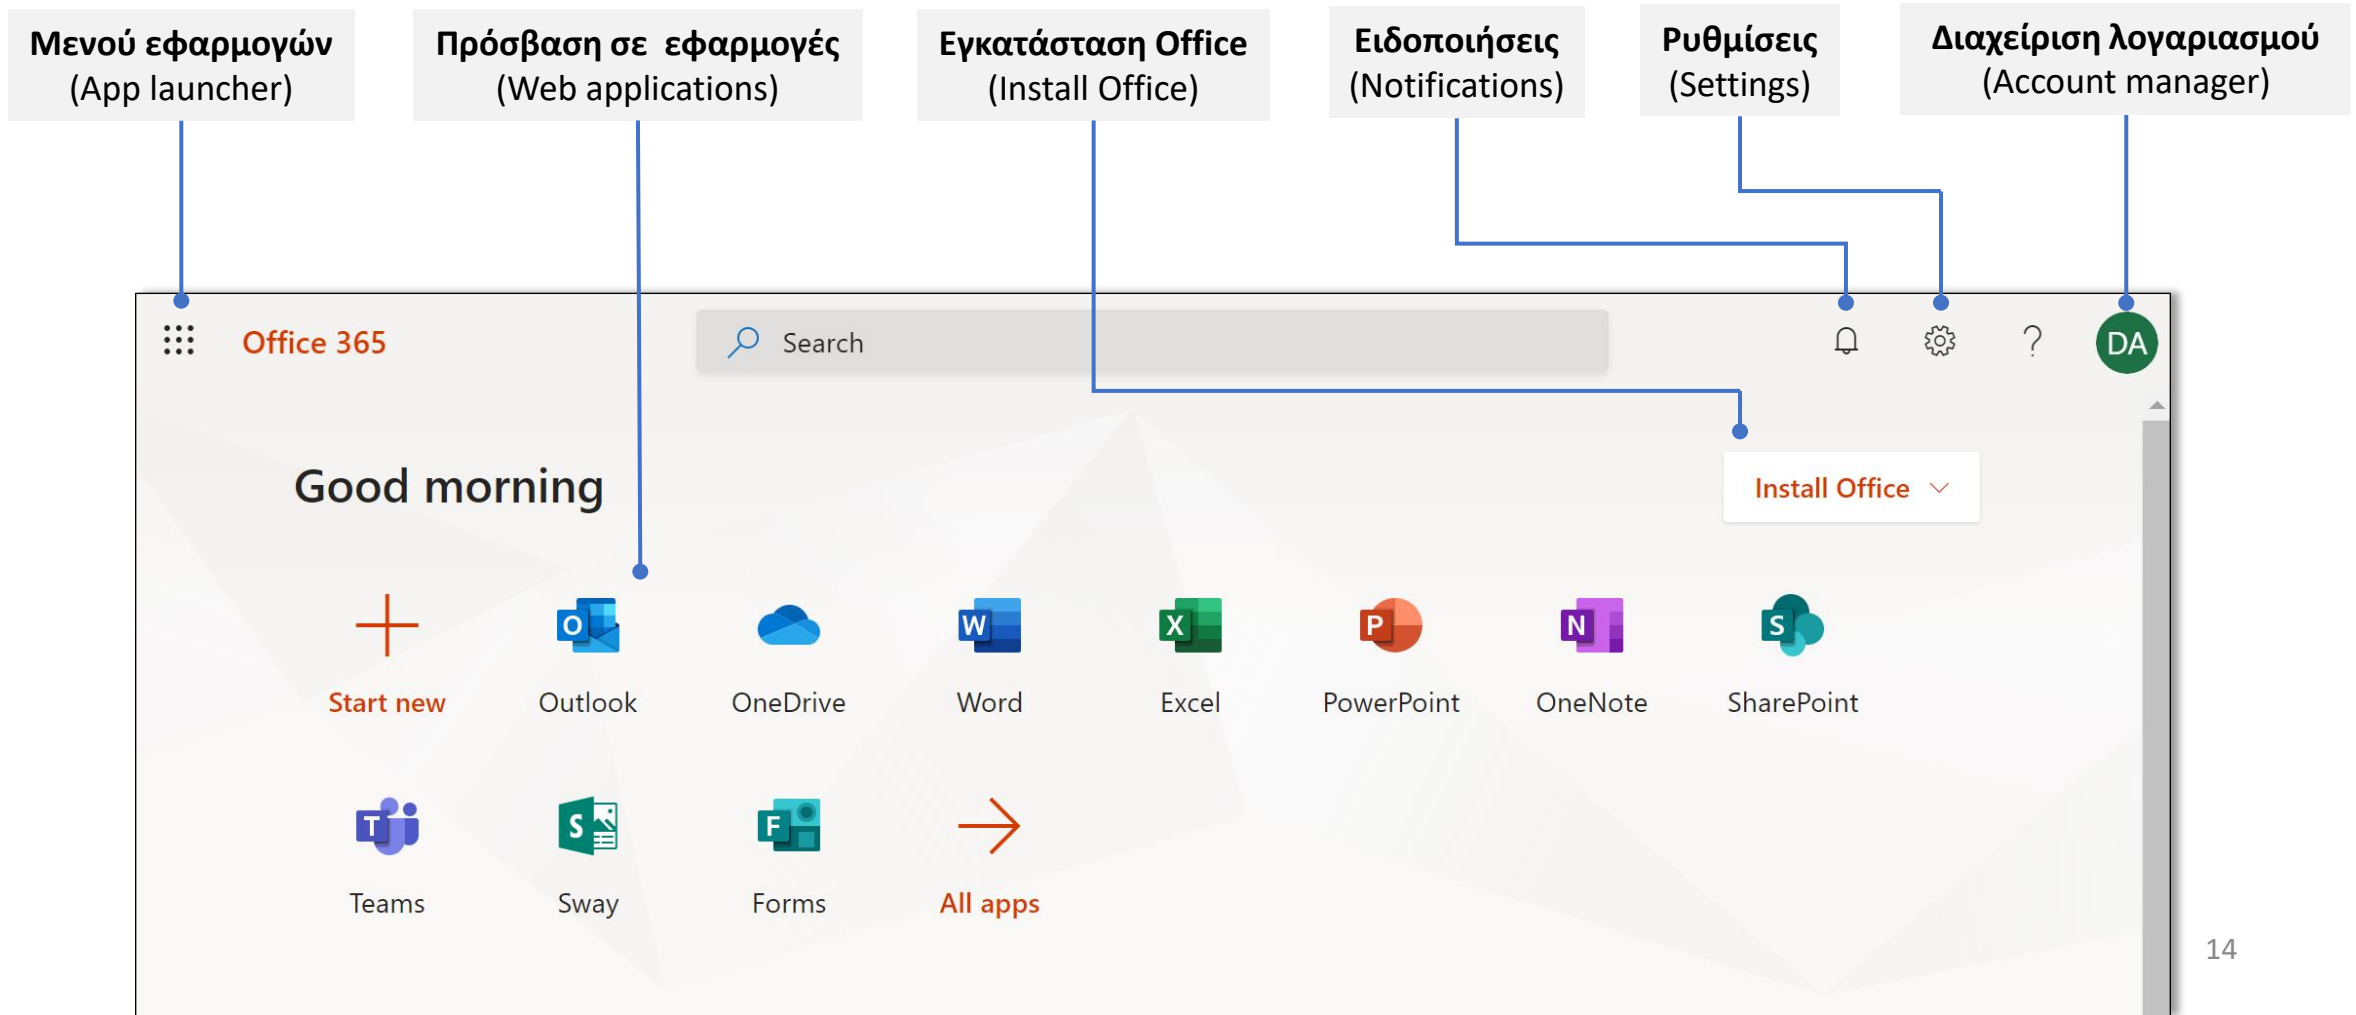 Μενού εφαρμογών
(App launcher)
Πρόσβαση σε εφαρμογές
(Web applications)
Εγκατάσταση Office
(Install Office)
Ειδοποιήσεις
(Notifications)
Ρυθμίσεις
(Settings)
Διαχείριση λογαριασμού
(Account manager)
Office 365
Search
?
DA
Good morning
Install Office
O
W
X
P
N
S
Start new
Outlook
OneDrive
Word
Excel
PowerPoint
OneNote
SharePoint
T
S
F
Teams
Sway
Forms
All apps
14